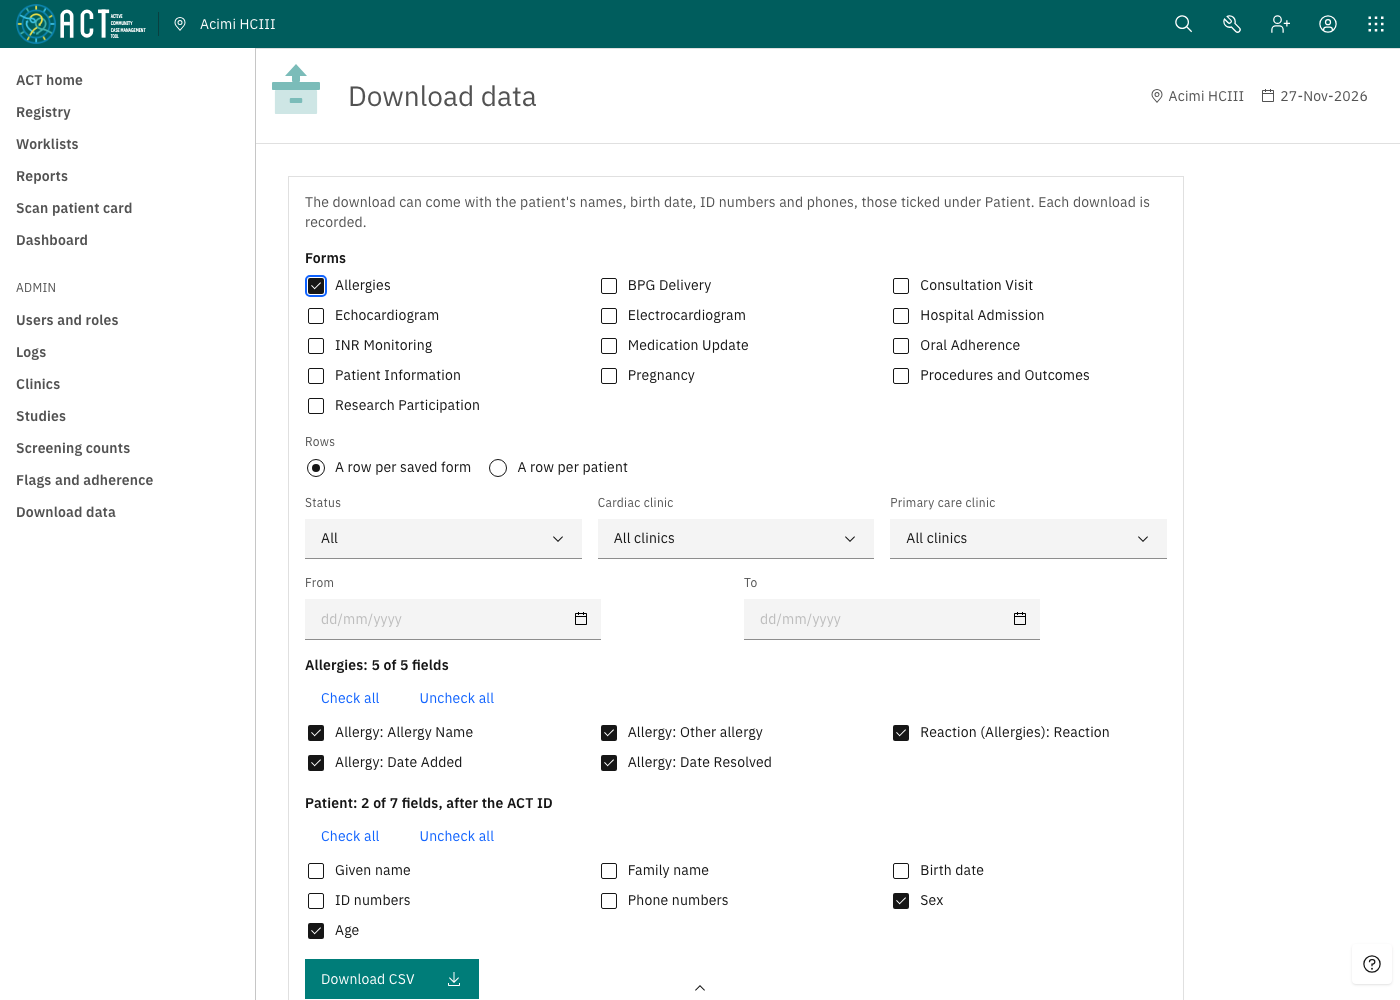 ACT ACTIVE COMMUNITY CASE MANAGEMENT TOOL
Acimi HCIII
ACT home
Registry
Worklists
Reports
Scan patient card
Dashboard
ADMIN
Users and roles
Logs
Clinics
Studies
Screening counts
Flags and adherence
Download data
Download data
Acimi HCIII 27-Nov-2026
The download can come with the patient's names, birth date, ID numbers and phones, those ticked under Patient. Each download is
recorded.
Forms
Allergies BPG Delivery Consultation Visit
Echocardiogram Electrocardiogram Hospital Admission
INR Monitoring Medication Update Oral Adherence
Patient Information Pregnancy Procedures and Outcomes
Research Participation
Rows
A row per saved form A row per patient
Status Cardiac clinic Primary care clinic
All All clinics All clinics
From To
dd/mm/yyyy dd/mm/yyyy
Allergies: 5 of 5 fields
Check all Uncheck all
Allergy: Allergy Name Allergy: Other allergy Reaction (Allergies): Reaction
Allergy: Date Added Allergy: Date Resolved
Patient: 2 of 7 fields, after the ACT ID
Check all Uncheck all
Given name Family name Birth date
ID numbers Phone numbers Sex
Age
Download CSV